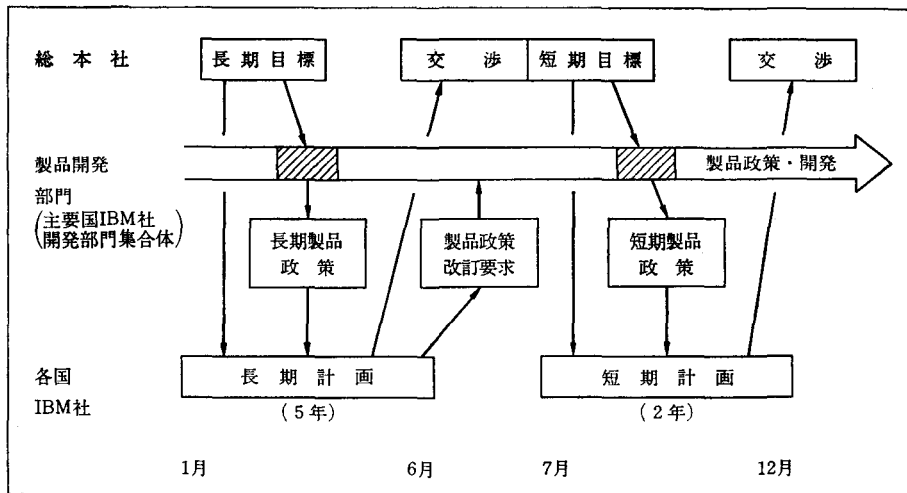 総本社
長期目標
交渉
短期目標
交渉
製品開発
部門
(主要国IBM社
開発部門集合体)
製品政策・開発
長期製品
政策
製品政策
改訂要求
短期製品
政策
各国
IBM社
長期計画
(5年)
短期計画
(2年)
1月
6月
7月
12月